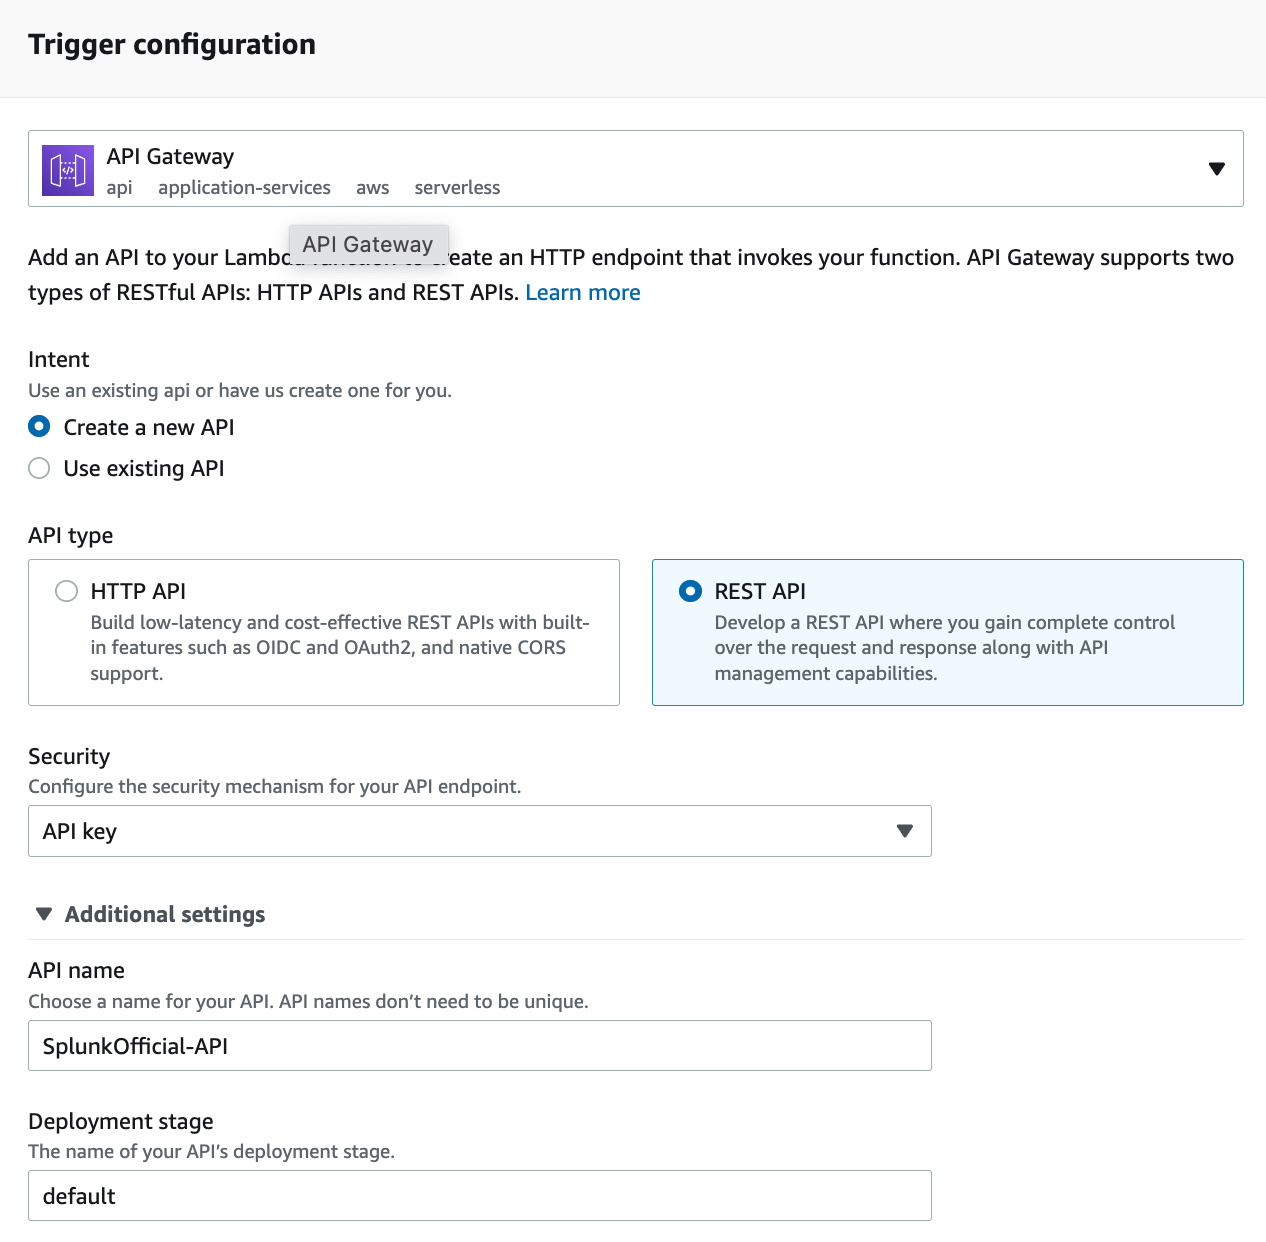 Trigger configuration
API Gateway
api application-services aws serverless
API Gateway
Add an API to your Lambda function to create an HTTP endpoint that invokes your function. API Gateway supports two
types of RESTful APIs: HTTP APIs and REST APIs. Learn more
Intent
Use an existing api or have us create one for you.
Create a new API
Use existing API
API type
HTTP API
Build low-latency and cost-effective REST APIs with built-
in features such as OIDC and OAuth2, and native CORS
support.
REST API
Develop a REST API where you gain complete control
over the request and response along with API
management capabilities.
Security
Configure the security mechanism for your API endpoint.
API key
Additional settings
API name
Choose a name for your API. API names don’t need to be unique.
SplunkOfficial-API
Deployment stage
The name of your API’s deployment stage.
default